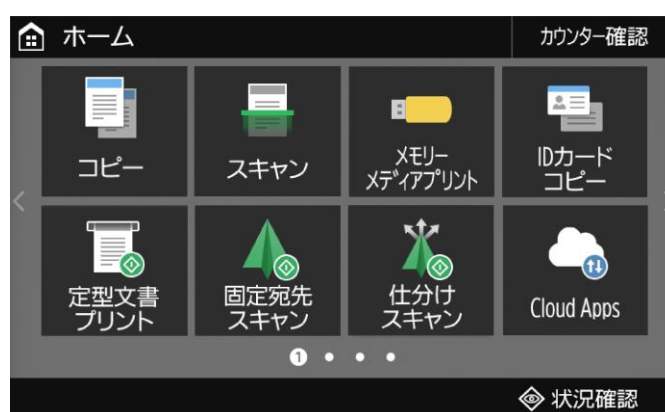 ホーム
カウンター確認
コピー
スキャン
メモリー
メディアプリント
IDカード
コピー
定型文書
プリント
固定宛先
スキャン
仕分け
スキャン
Cloud Apps
1
状況確認